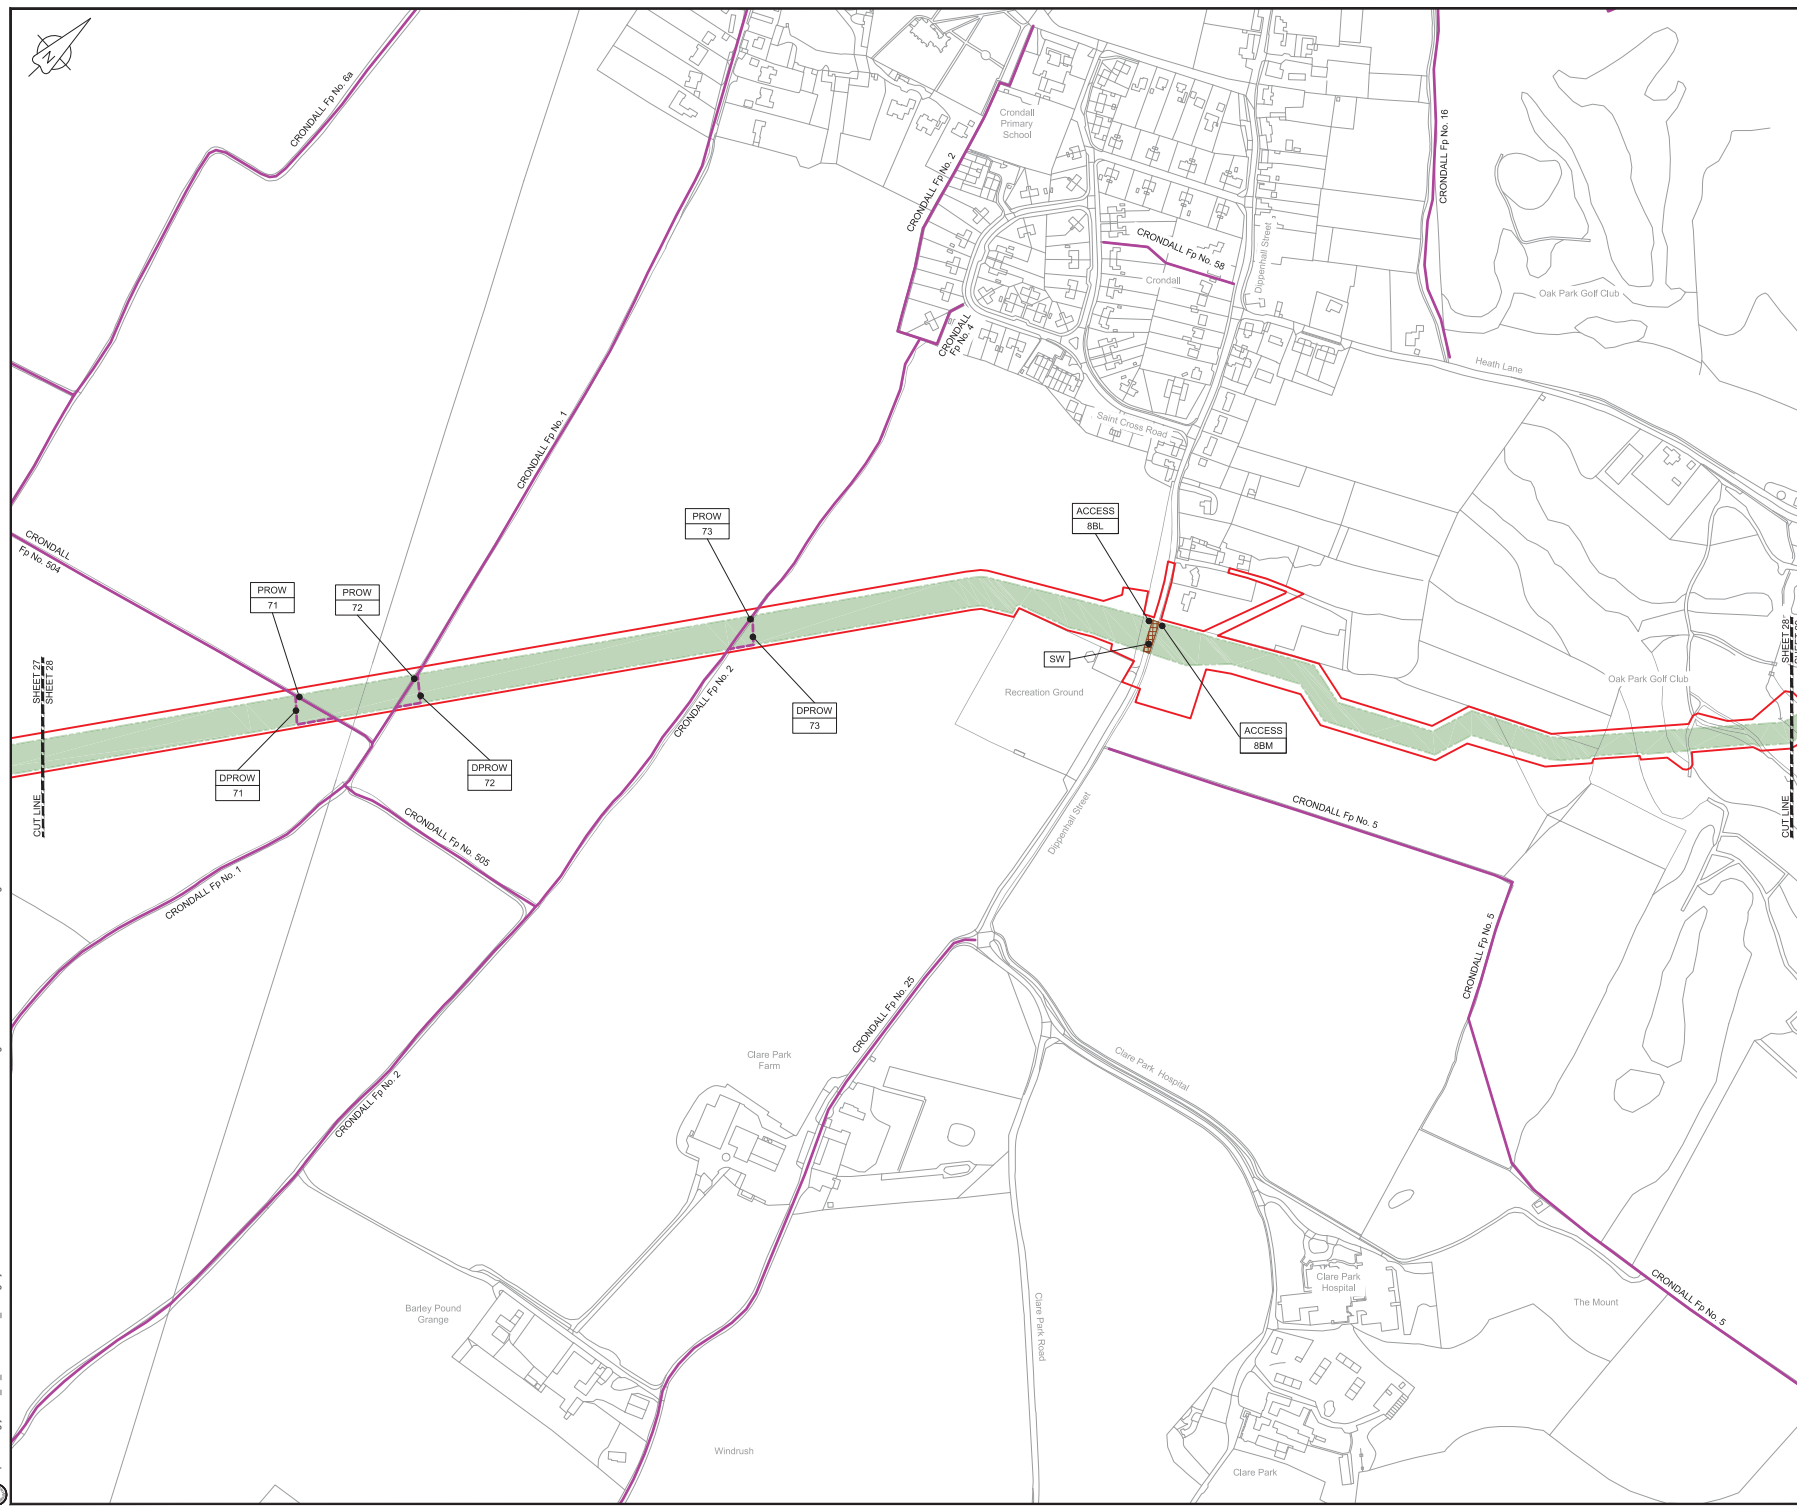 N
CRONDALL Fp No. 6a
Crondall
Primary
School
CRONDALL Fp No. 2
CRONDALL Fp No. 16
CRONDALL Fp No. 58
Dippenhall Street
Crondall
Oak Park Golf Club
CRONDALL
Fp No. 4
Heath Lane
Saint Cross Road
CRONDALL Fp No. 1
CRONDALL
Fp No. 504
PROW
73
ACCESS
8BL
PROW
71
PROW
72
SW
SHEET 27
SHEET 28
CUT LINE
Recreation Ground
Oak Park Golf Club
SHEET 28
CUT LINE
CRONDALL Fp No. 2
DPROW
73
ACCESS
8BM
DPROW
71
DPROW
72
CRONDALL Fp No. 505
Dippenhall Street
CRONDALL Fp No. 5
CRONDALL Fp No. 1
CRONDALL Fp No. 5
CRONDALL Fp No. 25
Clare Park
Farm
Clare Park Hospital
CRONDALL Fp No. 2
Barley Pound
Grange
Clare Park Road
Clare Park
Hospital
The Mount
CRONDALL Fp No. 5
Windrush
Clare Park